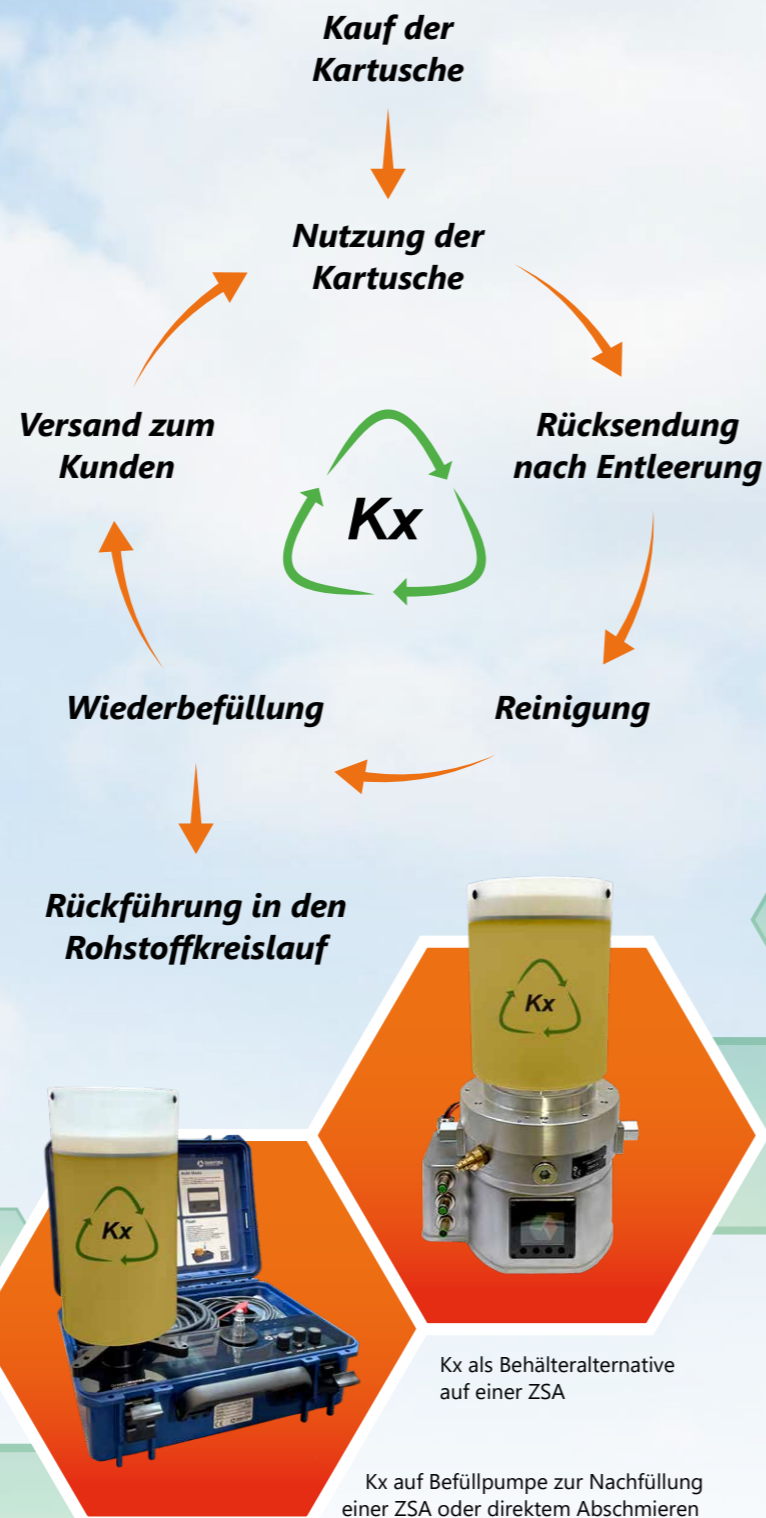 Kauf der
Kartusche
Nutzung der
Kartusche
Versand zum
Kunden
Rücksendung
nach Entleerung
Kx
Wiederbefüllung
Reinigung
Rückführung in den
Rohstoffkreislauf
Kx
Kx
Kx als Behälteralternative
auf einer ZSA
Kx auf Befüllpumpe zur Nachfüllung
einer ZSA oder direktem Abschmieren